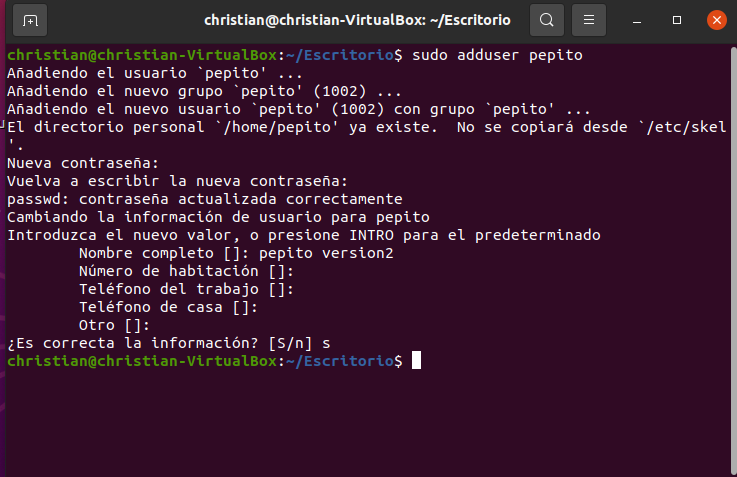 christian@christian-VirtualBox: ~/Escritorio
christian@christian-VirtualBox:~/Escritorio$ sudo adduser pepito
Añadiendo el usuario `pepito' ...
Añadiendo el nuevo grupo `pepito' (1002) ...
Añadiendo el nuevo usuario `pepito' (1002) con grupo `pepito' ...
El directorio personal `/home/pepito' ya existe.  No se copiará desde `/etc/skel
'.
Nueva contraseña:
Vuelva a escribir la nueva contraseña:
passwd: contraseña actualizada correctamente
Cambiando la información de usuario para pepito
Introduzca el nuevo valor, o presione INTRO para el predeterminado
        Nombre completo []: pepito version2
        Número de habitación []:
        Teléfono del trabajo []:
        Teléfono de casa []:
        Otro []:
¿Es correcta la información? [S/n] s
christian@christian-VirtualBox:~/Escritorio$